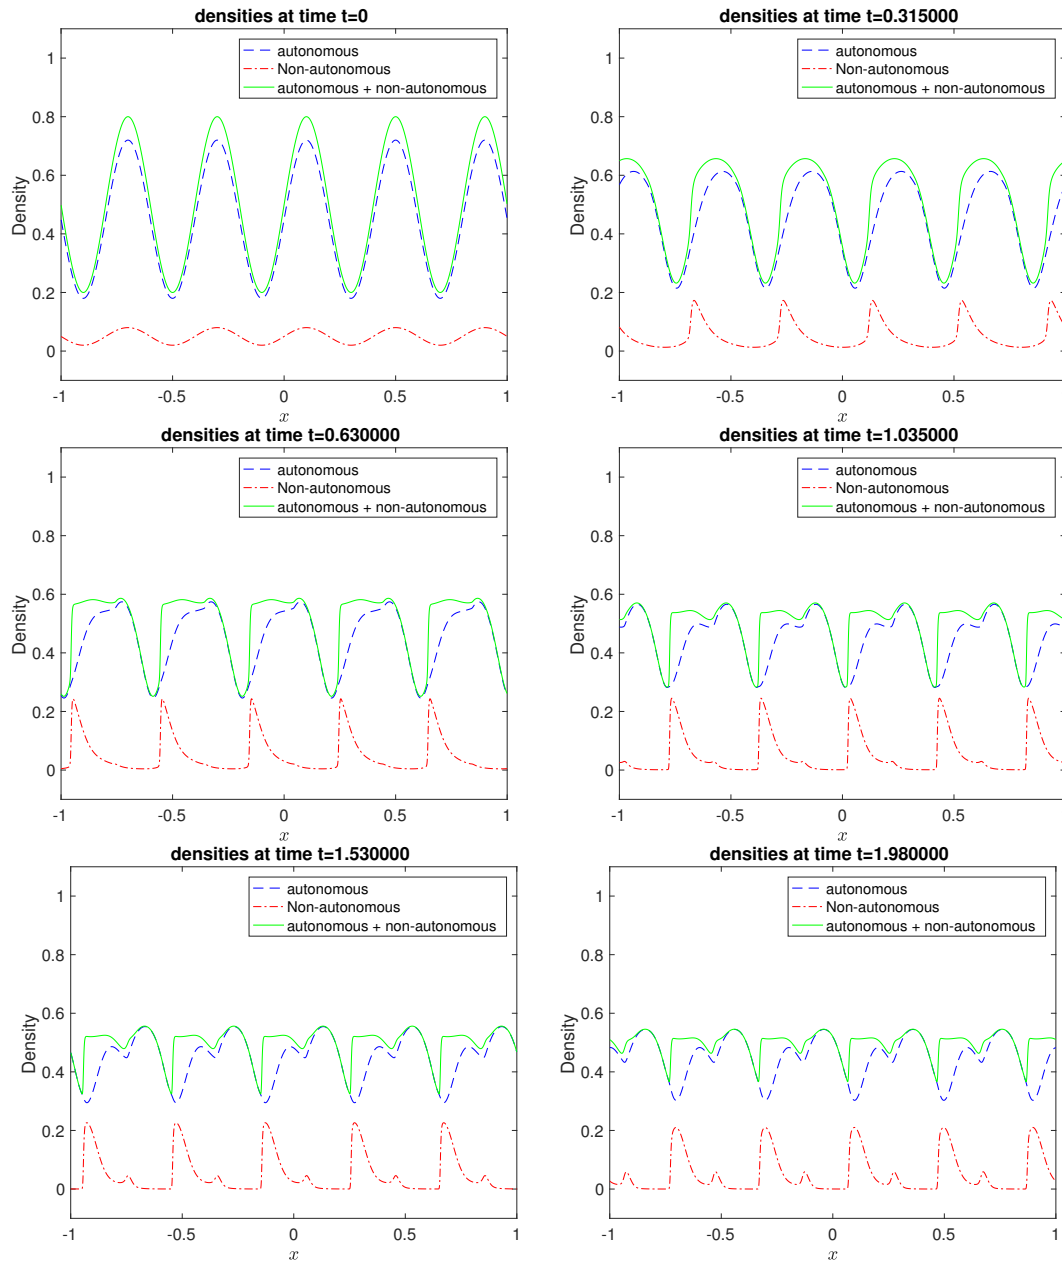 densities at time t=0
autonomous
Non-autonomous
autonomous + non-autonomous
Density
1
0.8
0.6
0.4
0.2
0
-1
-0.5
0
0.5
1
x
densities at time t=0.315000
autonomous
Non-autonomous
autonomous + non-autonomous
Density
1
0.8
0.6
0.4
0.2
0
-1
-0.5
0
0.5
1
x
densities at time t=0.630000
autonomous
Non-autonomous
autonomous + non-autonomous
Density
1
0.8
0.6
0.4
0.2
0
-1
-0.5
0
0.5
1
x
densities at time t=1.035000
autonomous
Non-autonomous
autonomous + non-autonomous
Density
1
0.8
0.6
0.4
0.2
0
-1
-0.5
0
0.5
1
x
densities at time t=1.530000
autonomous
Non-autonomous
autonomous + non-autonomous
Density
1
0.8
0.6
0.4
0.2
0
-1
-0.5
0
0.5
1
x
densities at time t=1.980000
autonomous
Non-autonomous
autonomous + non-autonomous
Density
1
0.8
0.6
0.4
0.2
0
-1
-0.5
0
0.5
1
x